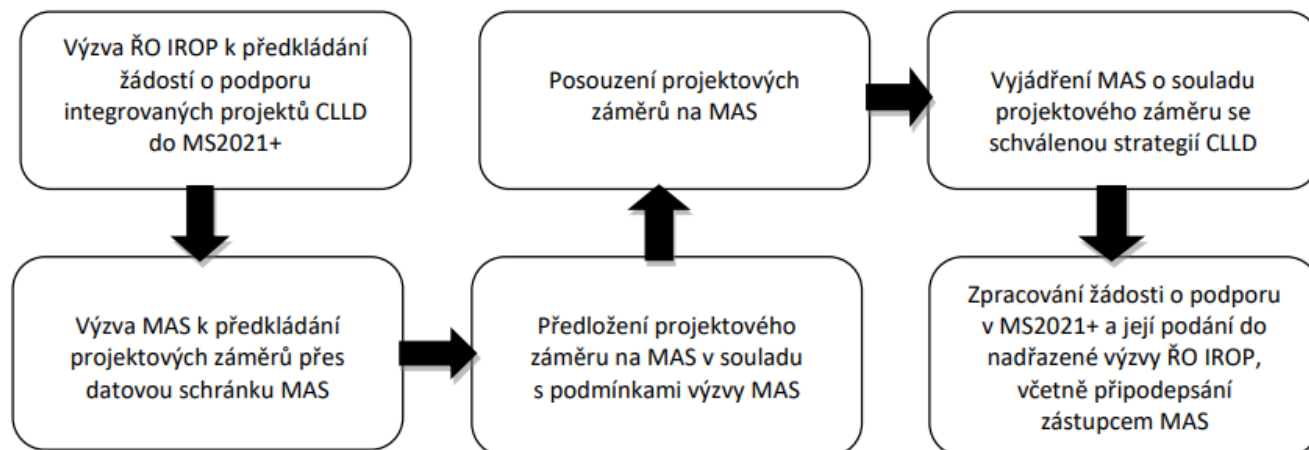 Výzva ŘO IROP k předkládání
žádostí o podporu
integrovaných projektů CLLD
do MS2021+
Výzva MAS k předkládání
projektových záměrů přes
datovou schránku MAS
Předložení projektového
záměru na MAS v souladu
s podmínkami výzvy MAS
Posouzení projektových
záměrů na MAS
Vyjádření MAS o souladu
projektového záměru se
schválenou strategií CLLD
Zpracování žádosti o podporu
v MS2021+ a její podání do
nadřazené výzvy ŘO IROP,
včetně připodepsání
zástupcem MAS